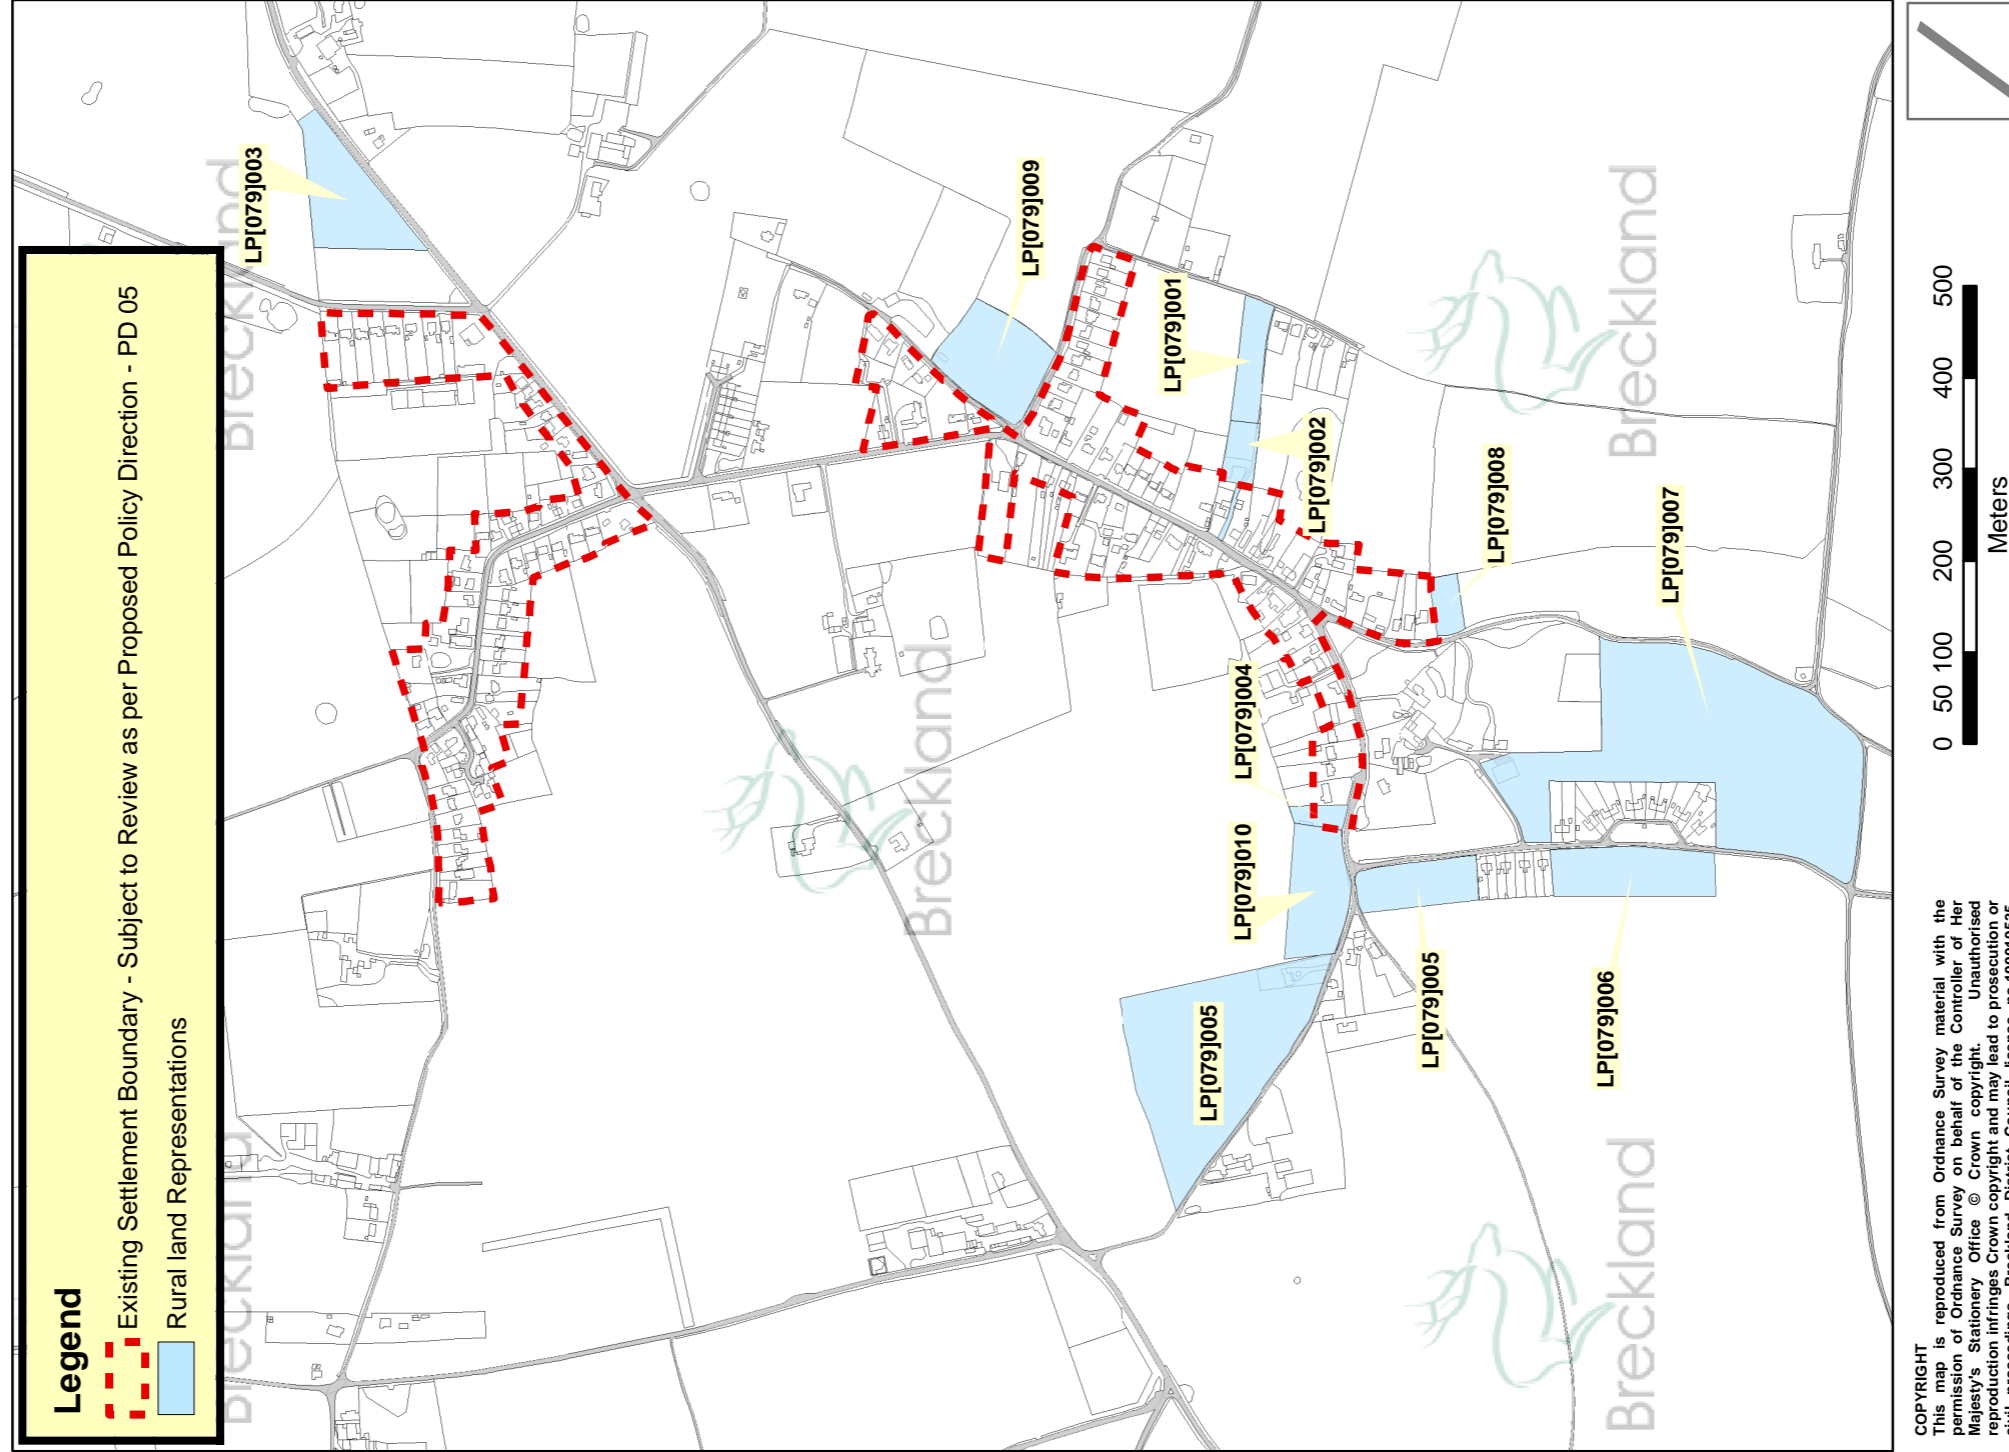 Legend
Existing Settlement Boundary - Subject to Review as per Proposed Policy Direction - PD 05
Rural land Representations
LP[079]003
LP[079]009
LP[079]001
LP[079]002
LP[079]008
LP[079]007
LP[079]004
LP[079]010
LP[079]005
LP[079]005
LP[079]006
Breckland
Breckland
Breckland
Breckland
Breckland
Breckland
0 50 100 200 300 400 500
Meters
COPYRIGHT
This map is reproduced from Ordnance Survey material with the
permission of Ordnance Survey on behalf of the Controller of Her
Majesty's Stationery Office © Crown copyright. Unauthorised
reproduction infringes Crown copyright and may lead to prosecution or